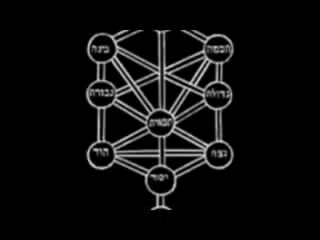 חכמה
בינה
גדולה
גבורה
תפארת
נצח
הוד
יסוד